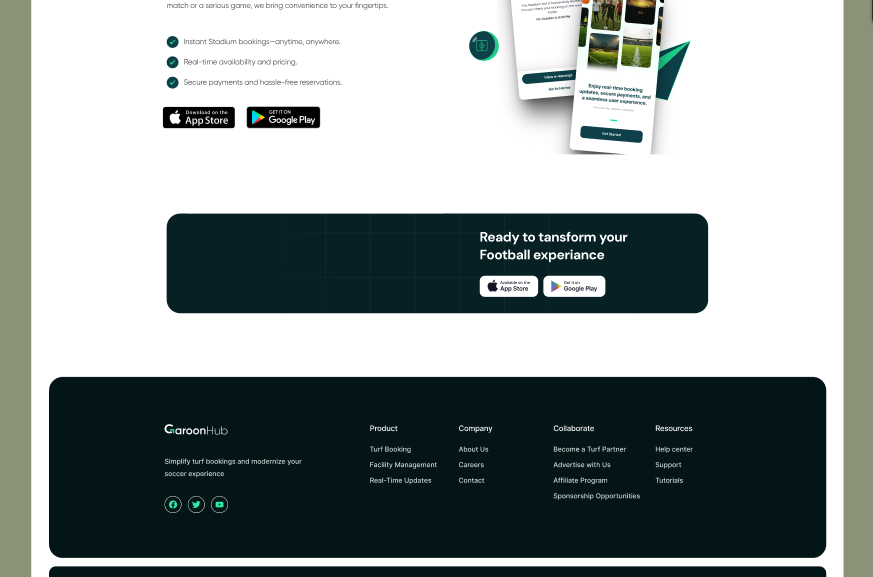 match or a serious game, we bring convenience to your fingertips.
Instant Stadium bookings—anytime, anywhere.
Real-time availability and pricing.
Secure payments and hassle-free reservations.
Download on the
App Store
GET IT ON
Google Play
View e-Receipt
Go to Home
Enjoy real-time booking
updates, secure payments, and
a seamless user experience.
Get Started
Ready to tansform your
Football experiance
Available on the
App Store
Get it on
Google Play
GaroonHub
Simplify turf bookings and modernize your
soccer experience
Product
Turf Booking
Facility Management
Real-Time Updates
Company
About Us
Careers
Contact
Collaborate
Become a Turf Partner
Advertise with Us
Affiliate Program
Sponsorship Opportunities
Resources
Help center
Support
Tutorials